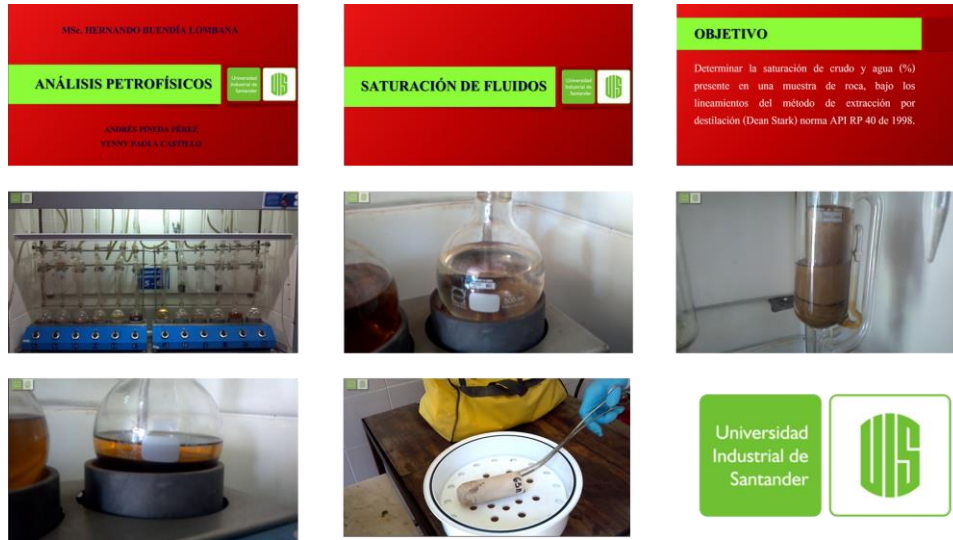 MSc. HERNANDO BUENDÍA LOMBANA
ANÁLISIS PETROFÍSICOS
Universidad
Industrial de
Santander
UIS
ANDRÉS PINEDA PÉREZ
YENNY PAOLA CASTILLO
SATURACIÓN DE FLUIDOS
Universidad
Industrial de
Santander
UIS
OBJETIVO
Determinar la saturación de crudo y agua (%)
presente en una muestra de roca, bajo los
lineamientos del método de extracción por
destilación (Dean Stark) norma API RP 40 de 1998.
Universidad
Industrial de
Santander
UIS